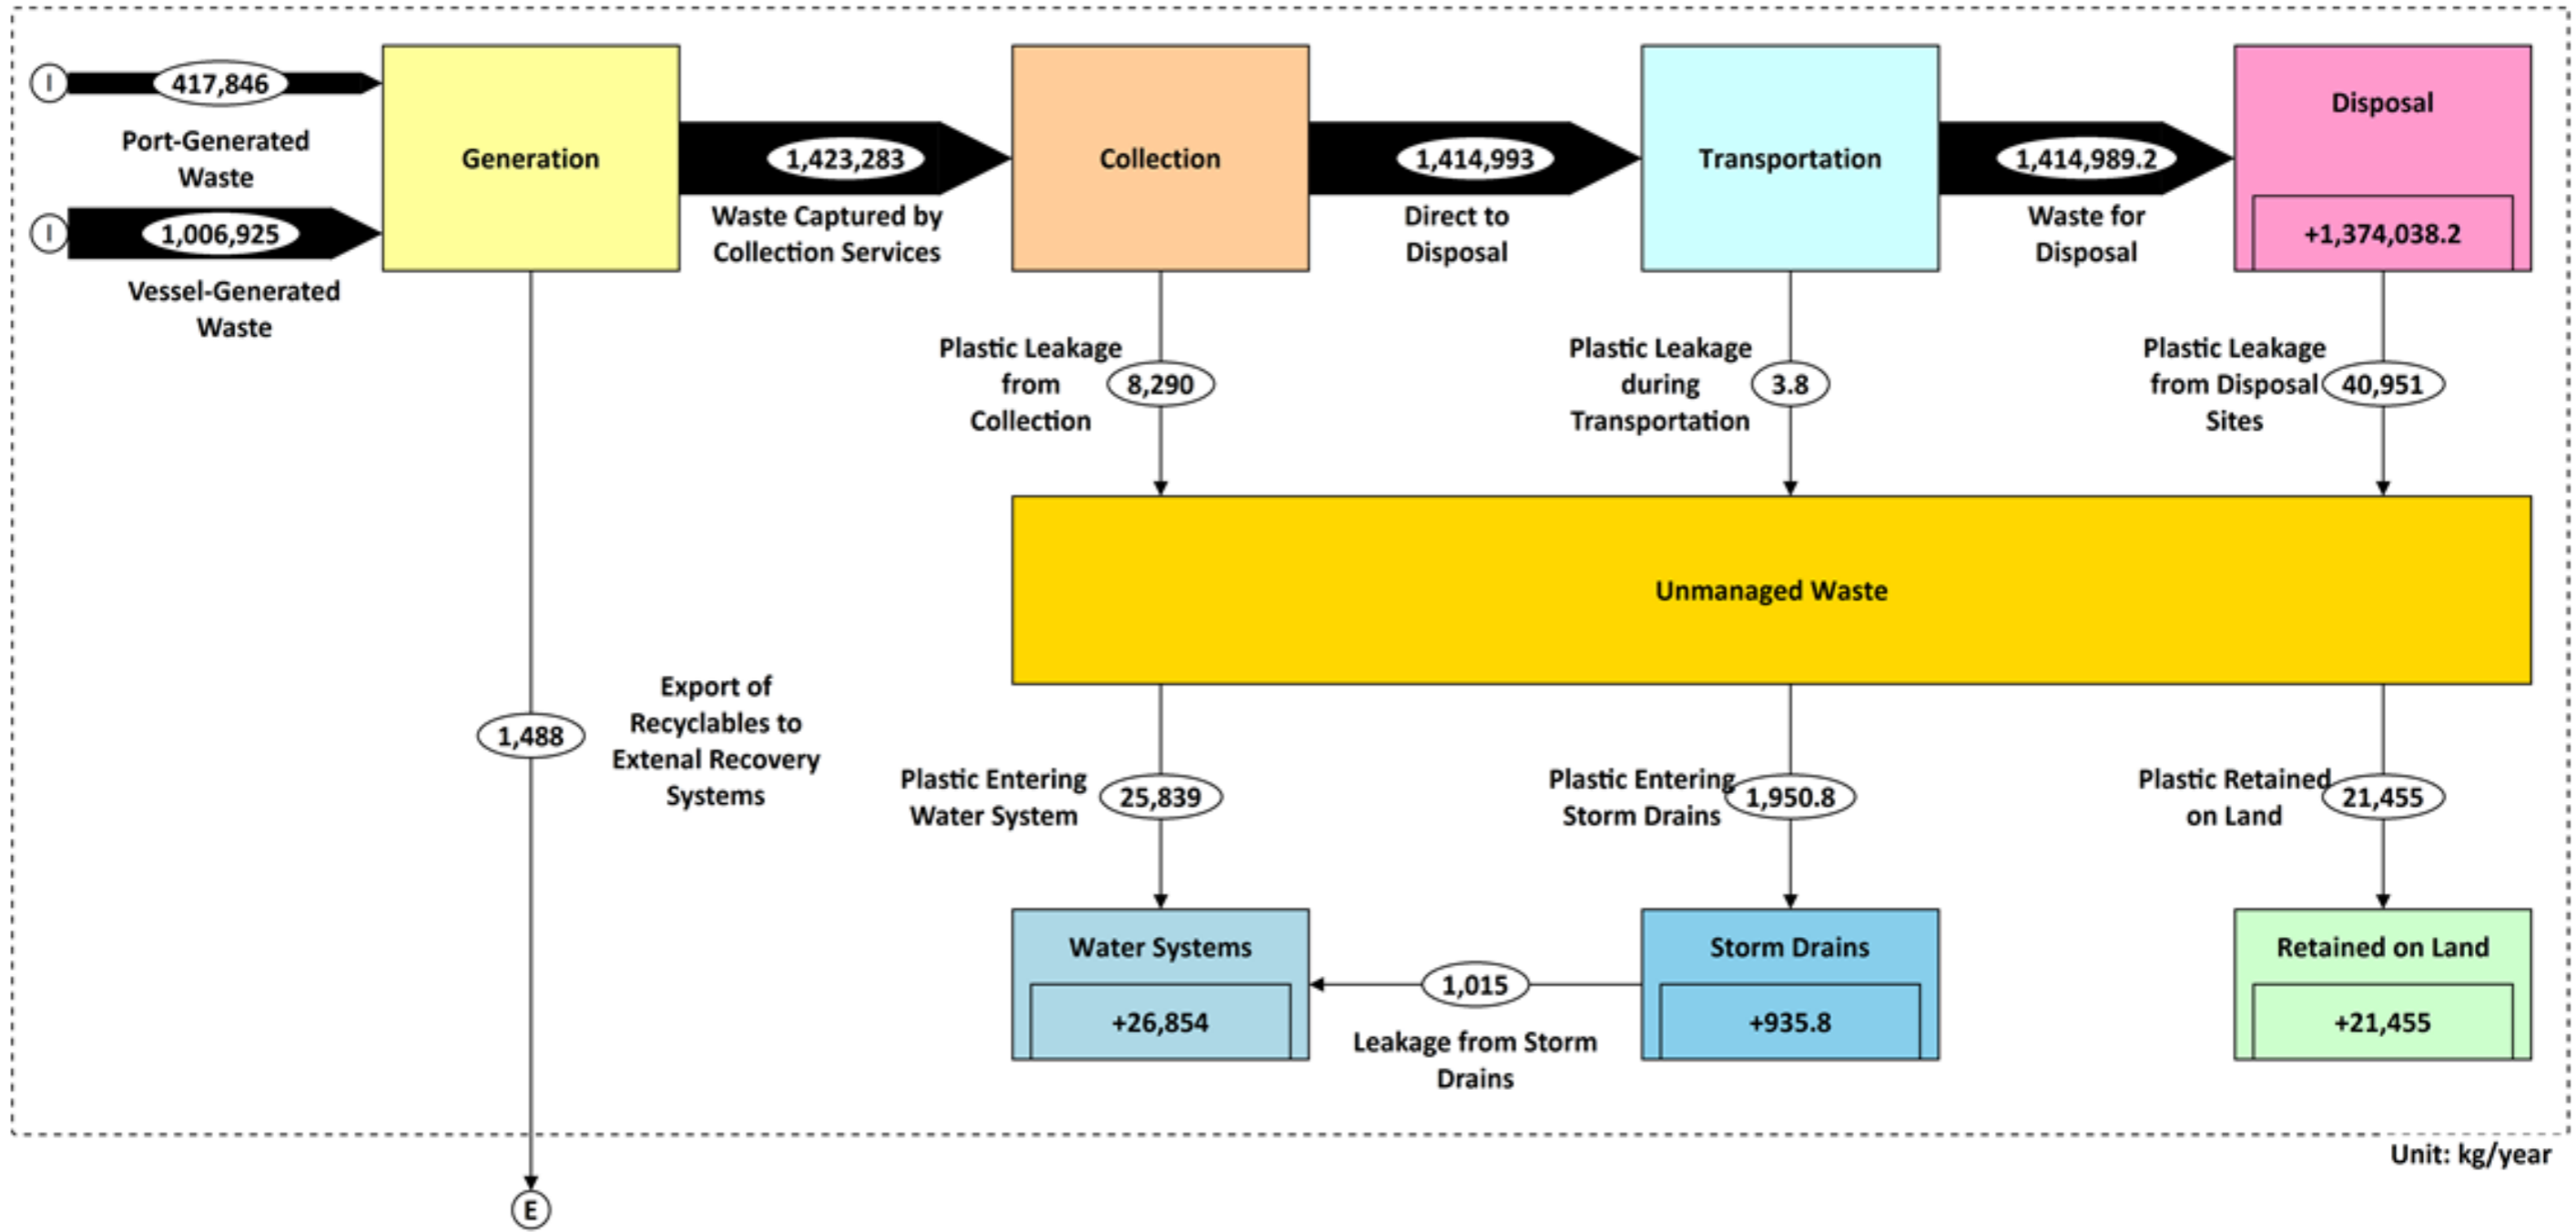 I
417,846
Port-Generated
Waste
I
1,006,925
Vessel-Generated
Waste
Generation
1,423,283
Waste Captured by
Collection Services
Collection
1,414,993
Direct to
Disposal
Transportation
1,414,989.2
Waste for
Disposal
Disposal
+1,374,038.2
Plastic Leakage
from
Collection
8,290
Plastic Leakage
during
Transportation
3.8
Plastic Leakage
from Disposal
Sites
40,951
Unmanaged Waste
1,488
Export of
Recyclables to
Extenal Recovery
Systems
Plastic Entering
Water System
25,839
Plastic Entering
Storm Drains
1,950.8
Plastic Retained
on Land
21,455
Water Systems
+26,854
1,015
Leakage from Storm
Drains
Storm Drains
+935.8
Retained on Land
+21,455
Unit: kg/year
E